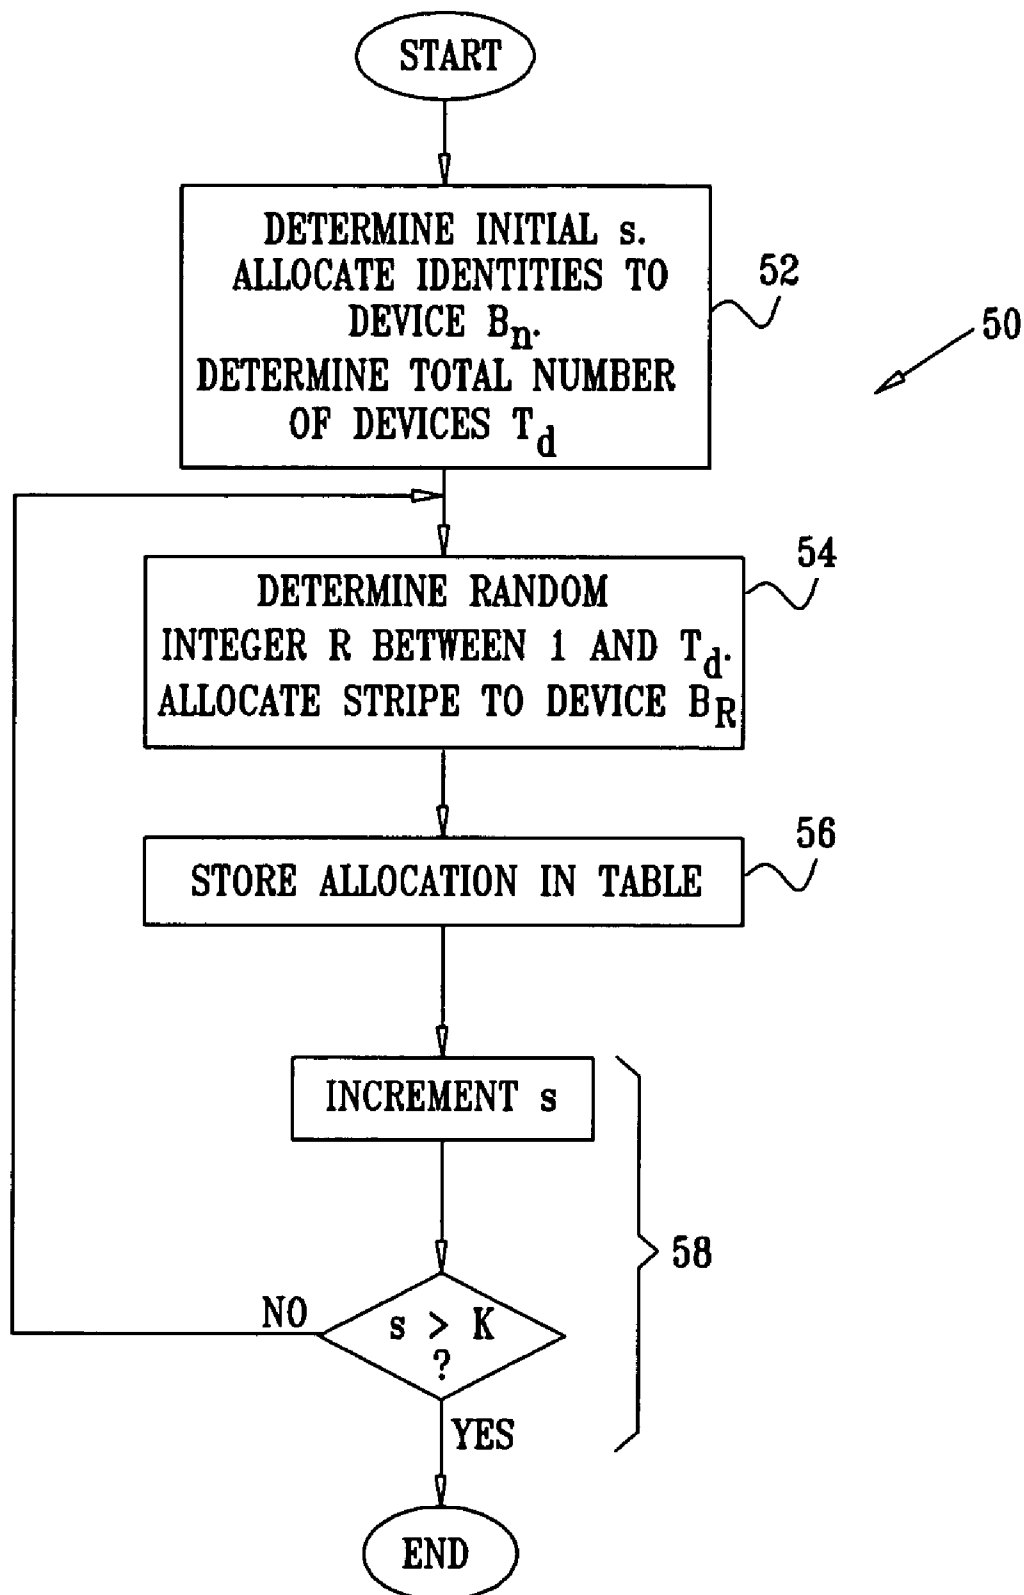 START
DETERMINE INITIAL s.
ALLOCATE IDENTITIES TO
DEVICE Bn.
DETERMINE TOTAL NUMBER
OF DEVICES Td
52
50
54
DETERMINE RANDOM
INTEGER R BETWEEN 1 AND Td.
ALLOCATE STRIPE TO DEVICE BR
56
STORE ALLOCATION IN TABLE
INCREMENT s
58
NO
s > K
?
YES
END